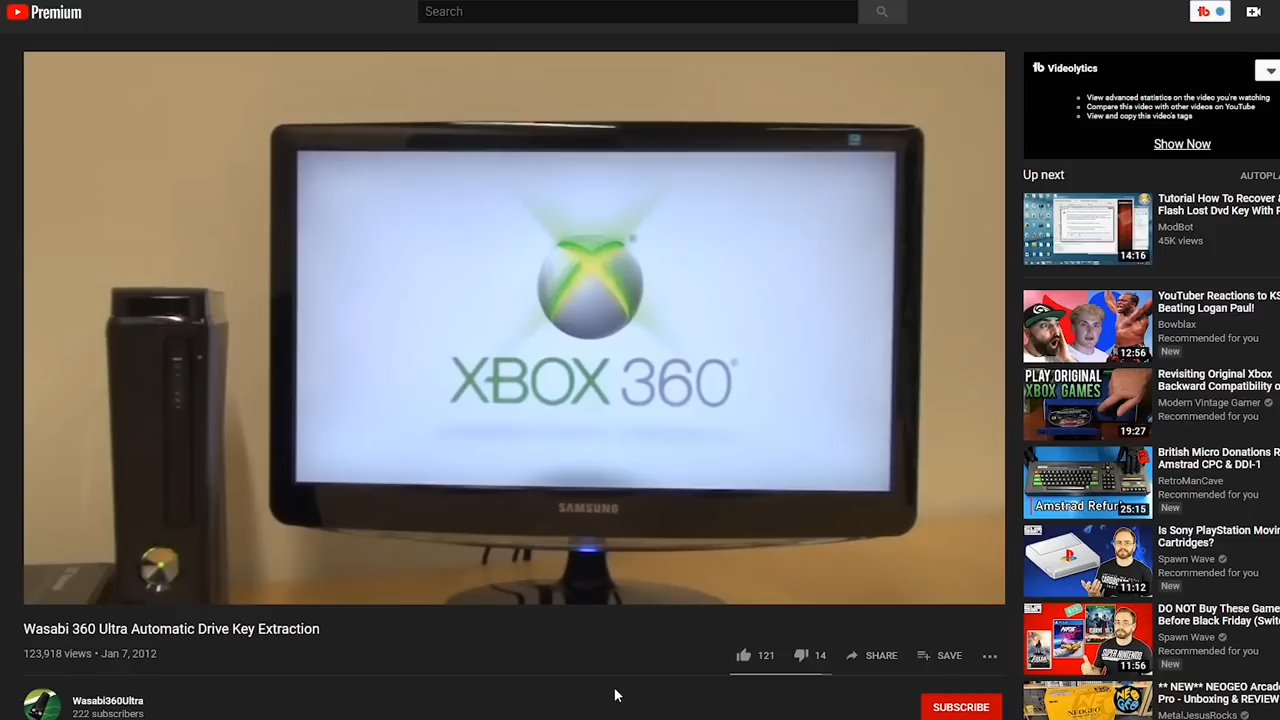 Premium
Search
tb
tb Videolytics
View advanced statistics on the video you're watching
Compare this video with other videos on YouTube
View and copy this video's tags
Show Now
XBOX 360
SAMSUNG
Up next
AUTOPLA
Tutorial How To Recover &
Flash Lost Dvd Key With
ModBot
45K views
14:16
YouTuber Reactions to KS
Beating Logan Paul!
Bowblax
Recommended for you
New
12:56
PLAY ORIGINAL
XBOX GAMES
Revisiting Original Xbox
Backward Compatibility o
Modern Vintage Gamer
Recommended for you
19:27
British Micro Donations R
Amstrad CPC & DDI-1
RetroManCave
Recommended for you
New
Amstrad Refur
25:15
Is Sony PlayStation Movin
Cartridges?
Spawn Wave
Recommended for you
New
11:12
DO NOT Buy These Game
Before Black Friday (Swit
Spawn Wave
Recommended for you
New
11:56
** NEW** NEOGEO Arcad
Pro - Unboxing & REVIEW
MetalJesusRocks
NEO
GEO
Wasabi 360 Ultra Automatic Drive Key Extraction
123,918 views • Jan 7, 2012
121
14
SHARE
SAVE
Wasabi360Ultra
222 subscribers
SUBSCRIBE